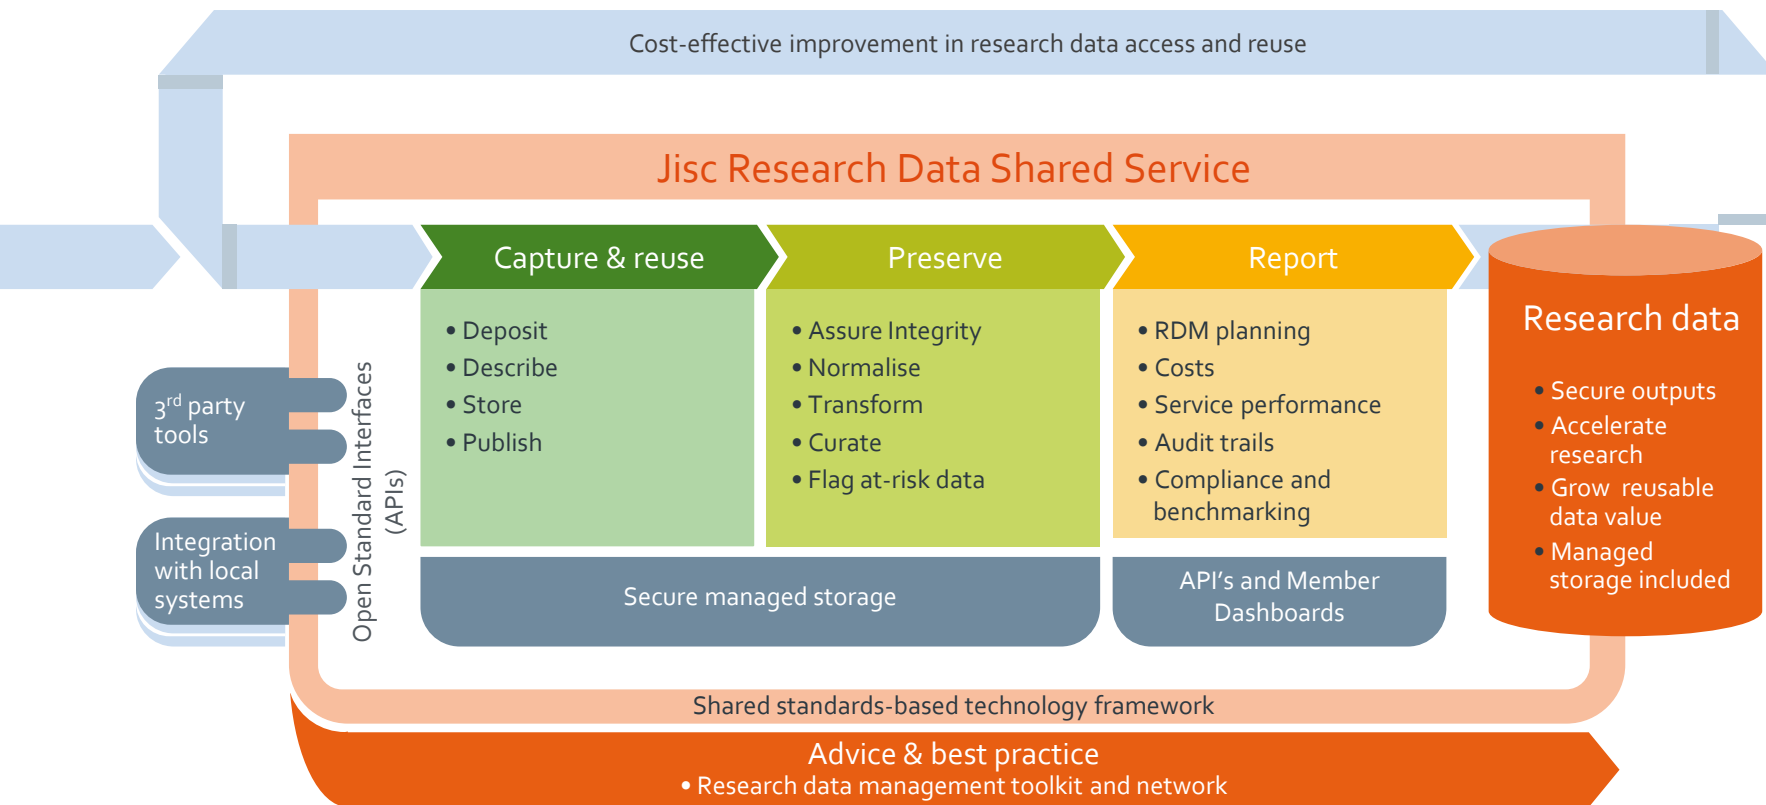 Cost-effective improvement in research data access and reuse
Jisc Research Data Shared Service
Capture & reuse
• Deposit
• Describe
• Store
• Publish
Preserve
• Assure Integrity
• Normalise
• Transform
• Curate
• Flag at-risk data
Report
• RDM planning
• Costs
• Service performance
• Audit trails
• Compliance and
benchmarking
Research data
• Secure outputs
• Accelerate
research
• Grow reusable
data value
• Managed
storage included
3rd party
tools
Integration
with local
systems
Open Standard Interfaces
(APIs)
Secure managed storage
API's and Member
Dashboards
Shared standards-based technology framework
Advice & best practice
• Research data management toolkit and network